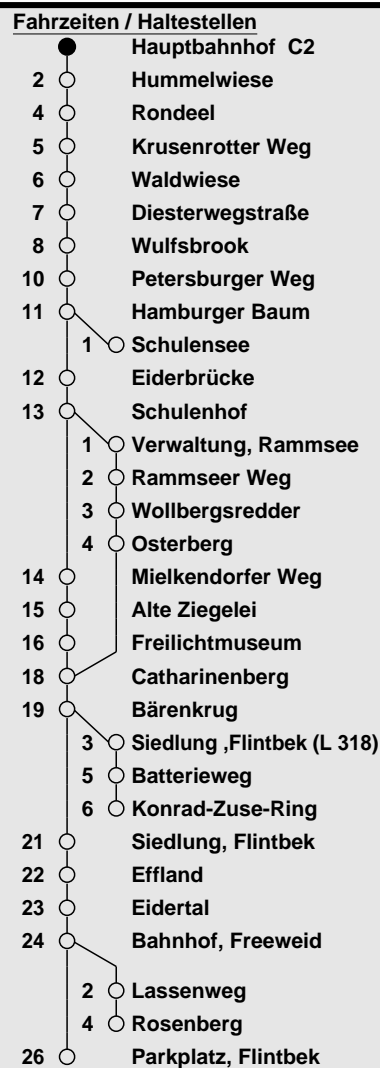 Fahrzeiten / Haltestellen
Hauptbahnhof C2
2 Hummelwiese
4 Rondeel
5 Krusenrotter Weg
6 Waldwiese
7 Diesterwegstraße
8 Wulfsbrook
10 Petersburger Weg
11 Hamburger Baum
1 Schulensee
12 Eiderbrücke
13 Schulenhof
1 Verwaltung, Rammsee
2 Rammseer Weg
3 Wollbergsredder
4 Osterberg
14 Mielkendorfer Weg
15 Alte Ziegelei
16 Freilichtmuseum
18 Catharinenberg
19 Bärenkrug
3 Siedlung ,Flintbek (L 318)
5 Batterieweg
6 Konrad-Zuse-Ring
21 Siedlung, Flintbek
22 Effland
23 Eidertal
24 Bahnhof, Freeweid
2 Lassenweg
4 Rosenberg
26 Parkplatz, Flintbek